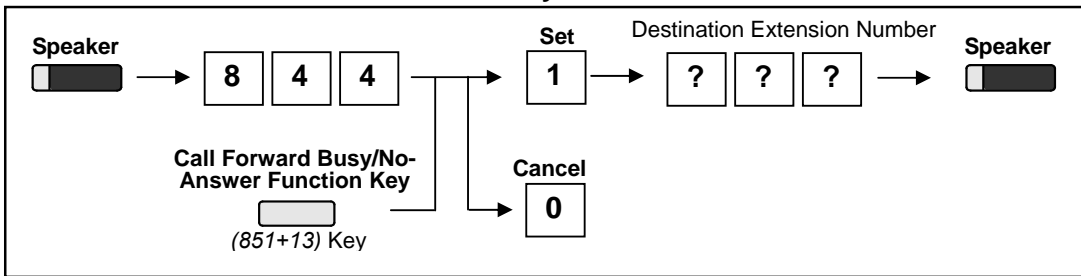 Speaker
8 4 4
Set
1
Destination Extension Number
? ? ?
Speaker
Call Forward Busy/No-
Answer Function Key
(851+13) Key
Cancel
0